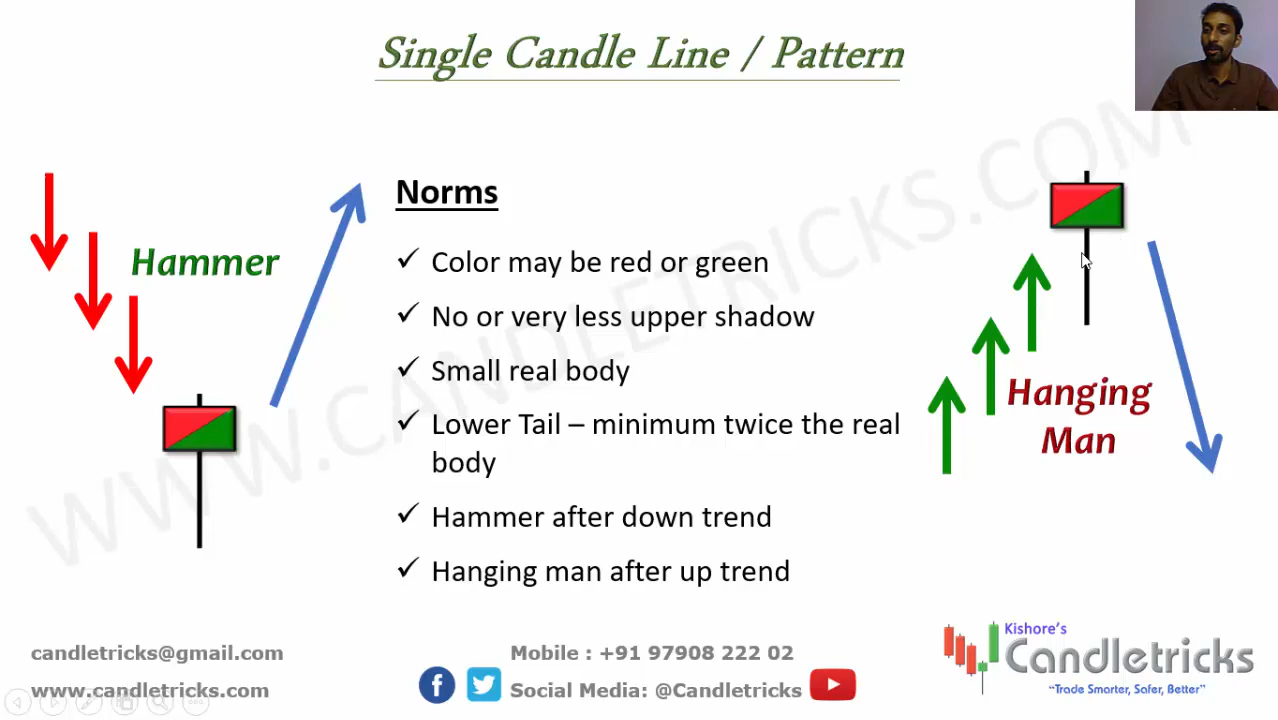 Single Candle Line / Pattern
WWW.CANDLETRICKS.COM
Norms
Hammer
✓ Color may be red or green
✓ No or very less upper shadow
✓ Small real body
✓ Lower Tail – minimum twice the real
body
✓ Hammer after down trend
✓ Hanging man after up trend
Hanging
Man
candletricks@gmail.com
www.candletricks.com
Mobile : +91 97908 222 02
Social Media: @Candletricks
Kishore's
Candletricks
“Trade Smarter, Safer, Better”